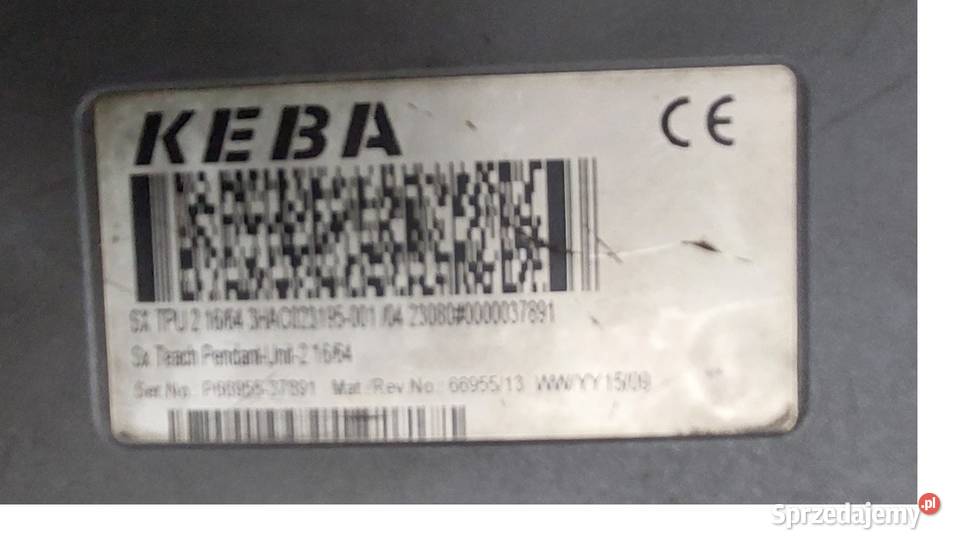 KEBA CE
SX TPU 2 16/64 3HAC023195-001 /04 23080#0000037891
Sx Teach Pendant-Unit-2 16/64
Ser.No.: P/66955-37891 Mat./Rev.No.: 66955/13 WW/YY 15/09
Sprzedajemy.pl